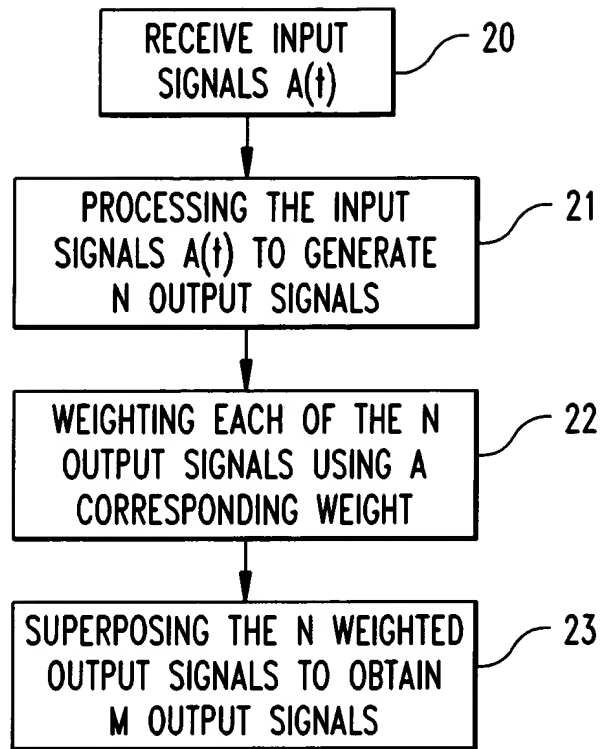 RECEIVE INPUT
SIGNALS A(t)
20
PROCESSING THE INPUT
SIGNALS A(t) TO GENERATE
N OUTPUT SIGNALS
21
WEIGHTING EACH OF THE N
OUTPUT SIGNALS USING A
CORRESPONDING WEIGHT
22
SUPERPOSING THE N WEIGHTED
OUTPUT SIGNALS TO OBTAIN
M OUTPUT SIGNALS
23